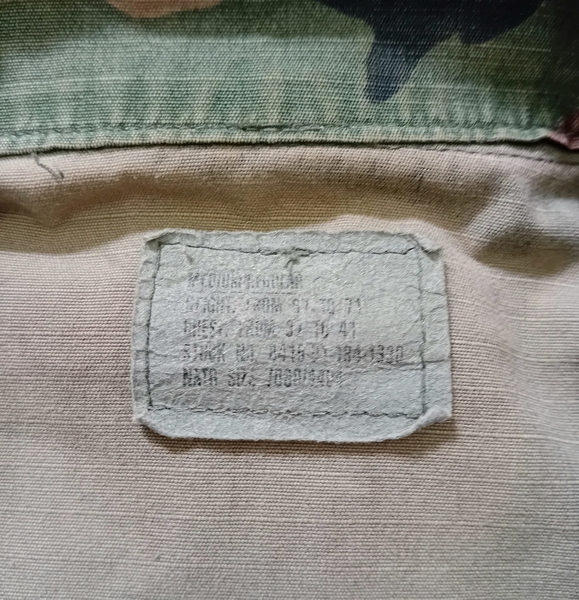 MEDIUM-REGULAR
HEIGHT: FROM 67 TO 71
CHEST: FROM 37 TO 41
STOCK NO. 8415-01-184-1330
NATO SIZE